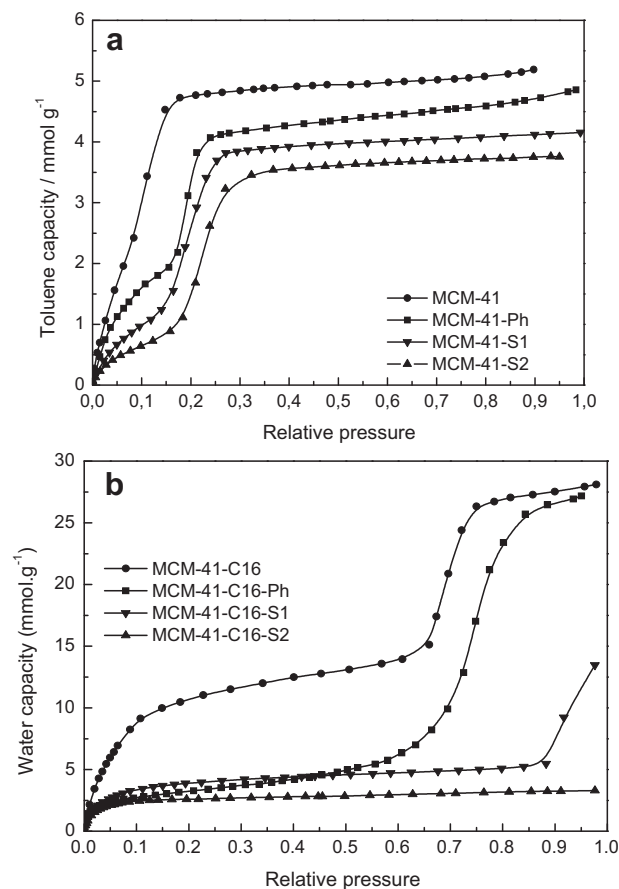 a
6
5
4
3
2
1
0
Toluene capacity / mmol g-1
MCM-41
MCM-41-Ph
MCM-41-S1
MCM-41-S2
0,0 0,1 0,2 0,3 0,4 0,5 0,6 0,7 0,8 0,9 1,0
Relative pressure
b
30
25
20
15
10
5
0
Water capacity (mmol.g-1)
MCM-41-C16
MCM-41-C16-Ph
MCM-41-C16-S1
MCM-41-C16-S2
0.0 0.1 0.2 0.3 0.4 0.5 0.6 0.7 0.8 0.9 1.0
Relative pressure